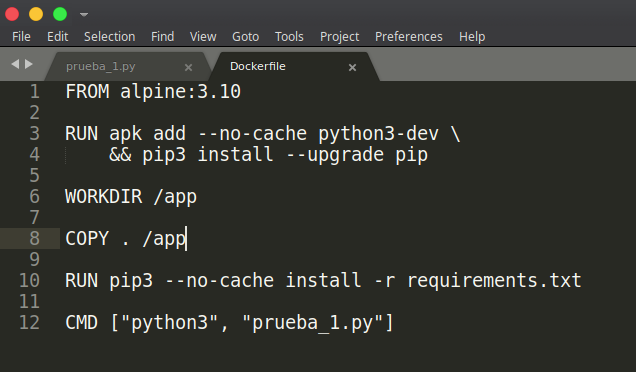 File Edit Selection Find View Goto Tools Project Preferences Help
prueba_1.py × Dockerfile ×
1 FROM alpine:3.10
2
3 RUN apk add --no-cache python3-dev \
4     && pip3 install --upgrade pip
5
6 WORKDIR /app
7
8 COPY . /app
9
10 RUN pip3 --no-cache install -r requirements.txt
11
12 CMD ["python3", "prueba_1.py"]